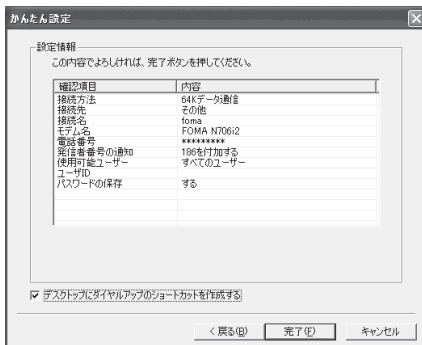 かんたん設定
設定情報
この内容でよろしければ、完了ボタンを押してください。
確認項目 内容
接続方法 64Kデータ通信
接続先 その他
接続名 foma
モデム名 FOMA N706i2
電話番号 *********
発信者番号の通知 186を付加する
使用可能ユーザー すべてのユーザー
ユーザID
パスワードの保存 する
デスクトップにダイヤルアップのショートカットを作成する
< 戻る(B) 完了(F) キャンセル